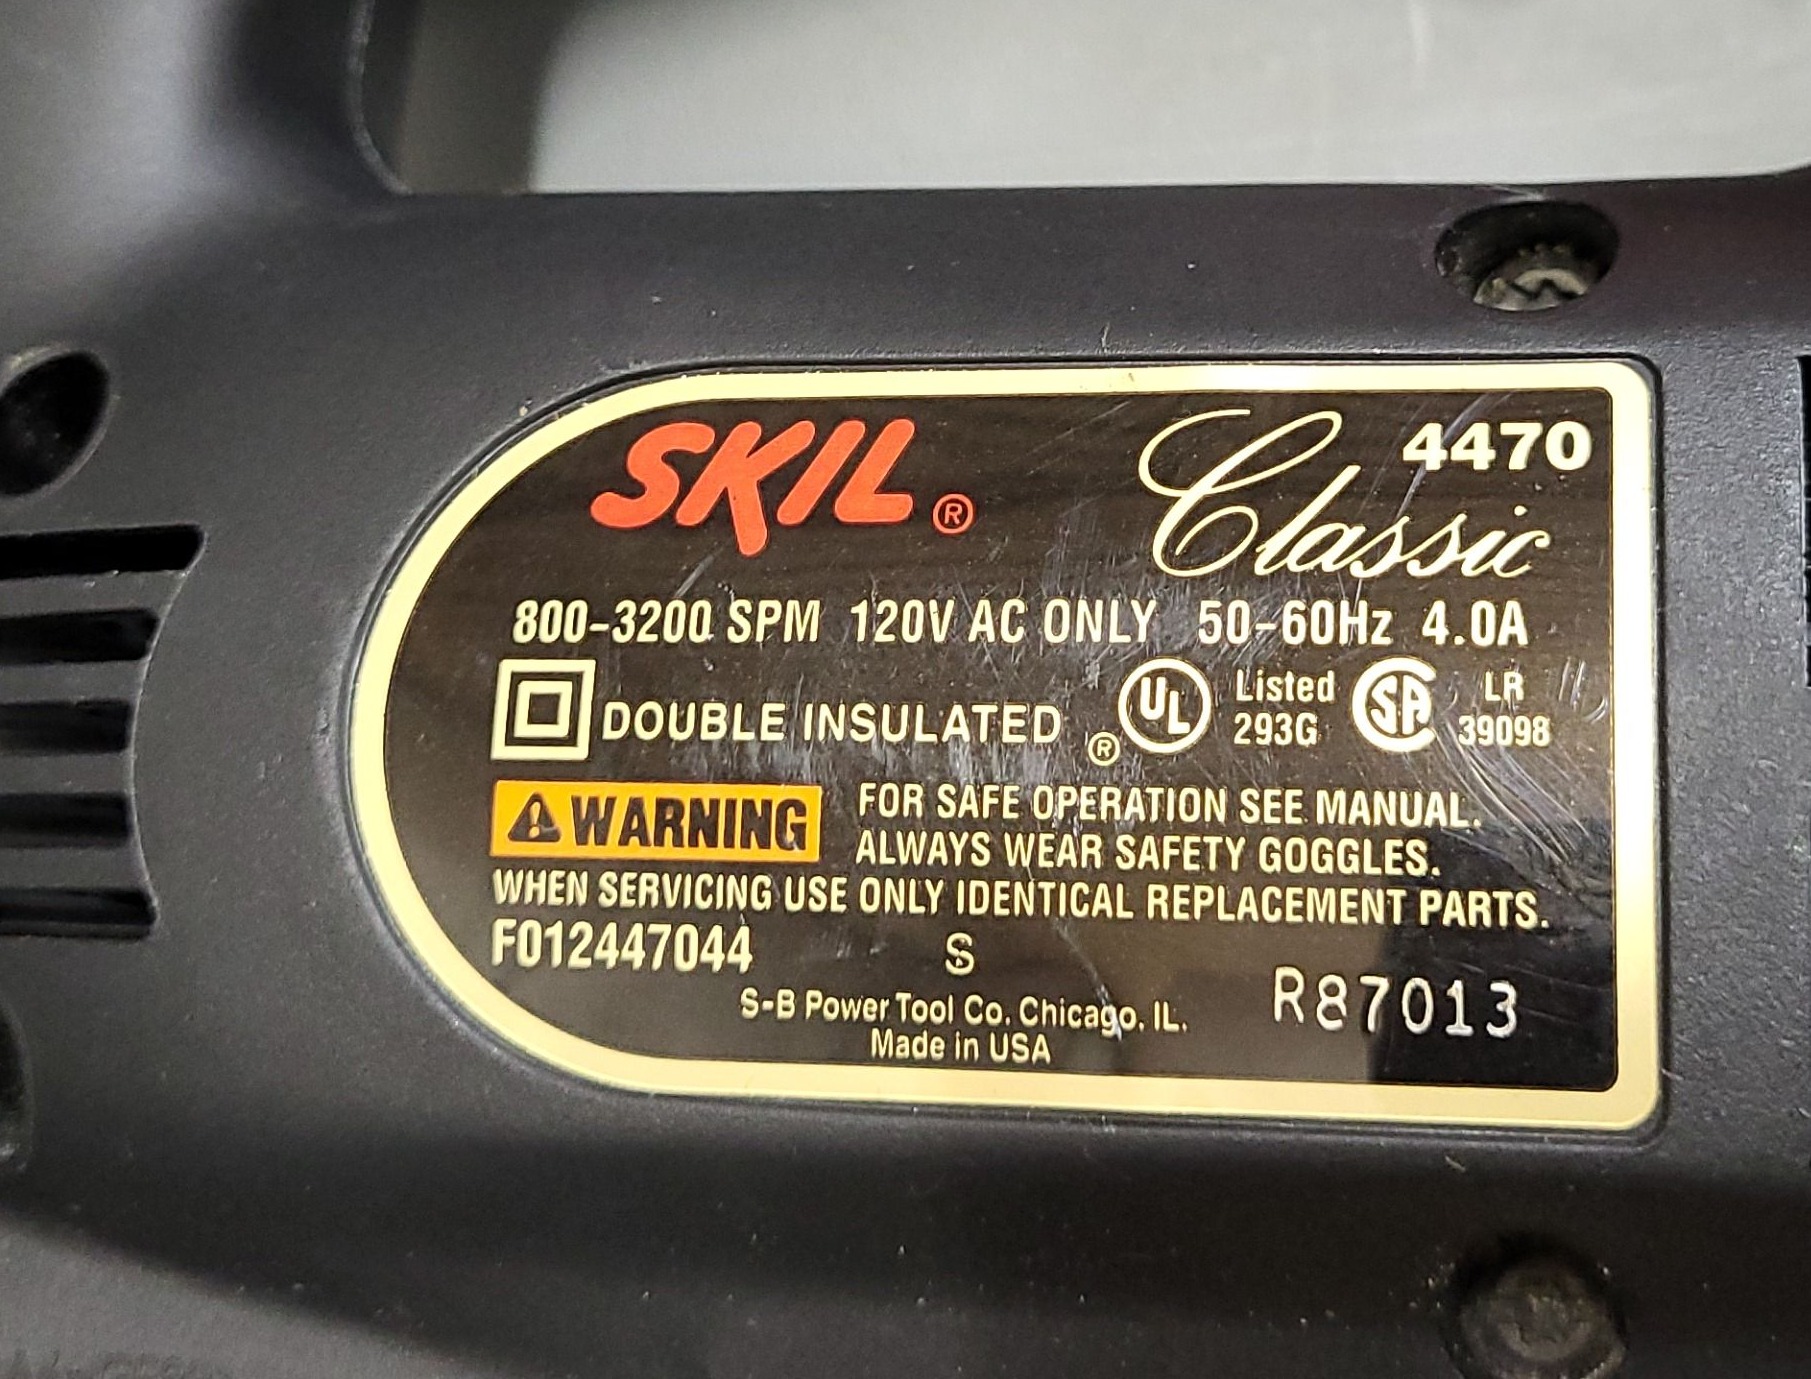 SKIL® Classic 4470
800-3200 SPM 120V AC ONLY 50-60Hz 4.0A
DOUBLE INSULATED ® UL Listed 293G SA LR 39098
WARNING FOR SAFE OPERATION SEE MANUAL.
ALWAYS WEAR SAFETY GOGGLES.
WHEN SERVICING USE ONLY IDENTICAL REPLACEMENT PARTS.
F012447044 S
R87013
S-B Power Tool Co. Chicago. IL.
Made in USA